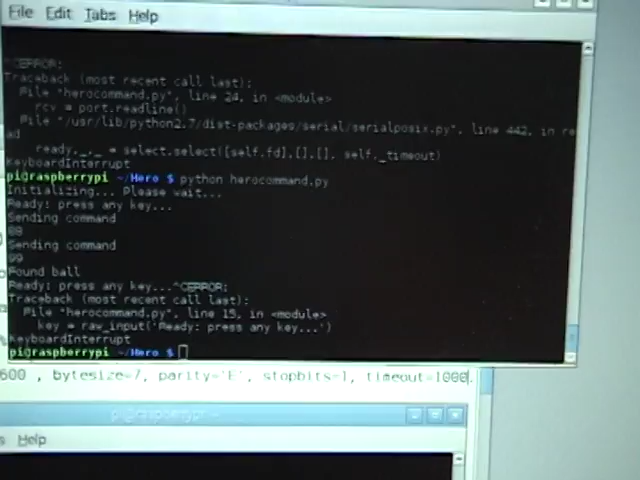 File Edit Tabs Help
^CERROR:
Traceback (most recent call last):
File "herocommand.py", line 24, in <module>
rcv = port.readline()
File "/usr/lib/python2.7/dist-packages/serial/serialposix.py", line 442, in re
ad
ready,_,_ = select.select([self.fd],[],[], self._timeout)
KeyboardInterrupt
pi@raspberrypi ~/Hero $ python herocommand.py
Initializing... Please wait...
Ready: press any key...
Sending command
08
Sending command
99
Found ball
Ready: press any key...^CERROR:
Traceback (most recent call last):
File "herocommand.py", line 15, in <module>
key = raw_input('Ready: press any key...')
KeyboardInterrupt
pi@raspberrypi ~/Hero $
600 , bytesize=7, parity='E', stopbits=1, timeout=1000
pi@raspberrypi: ~
s Help